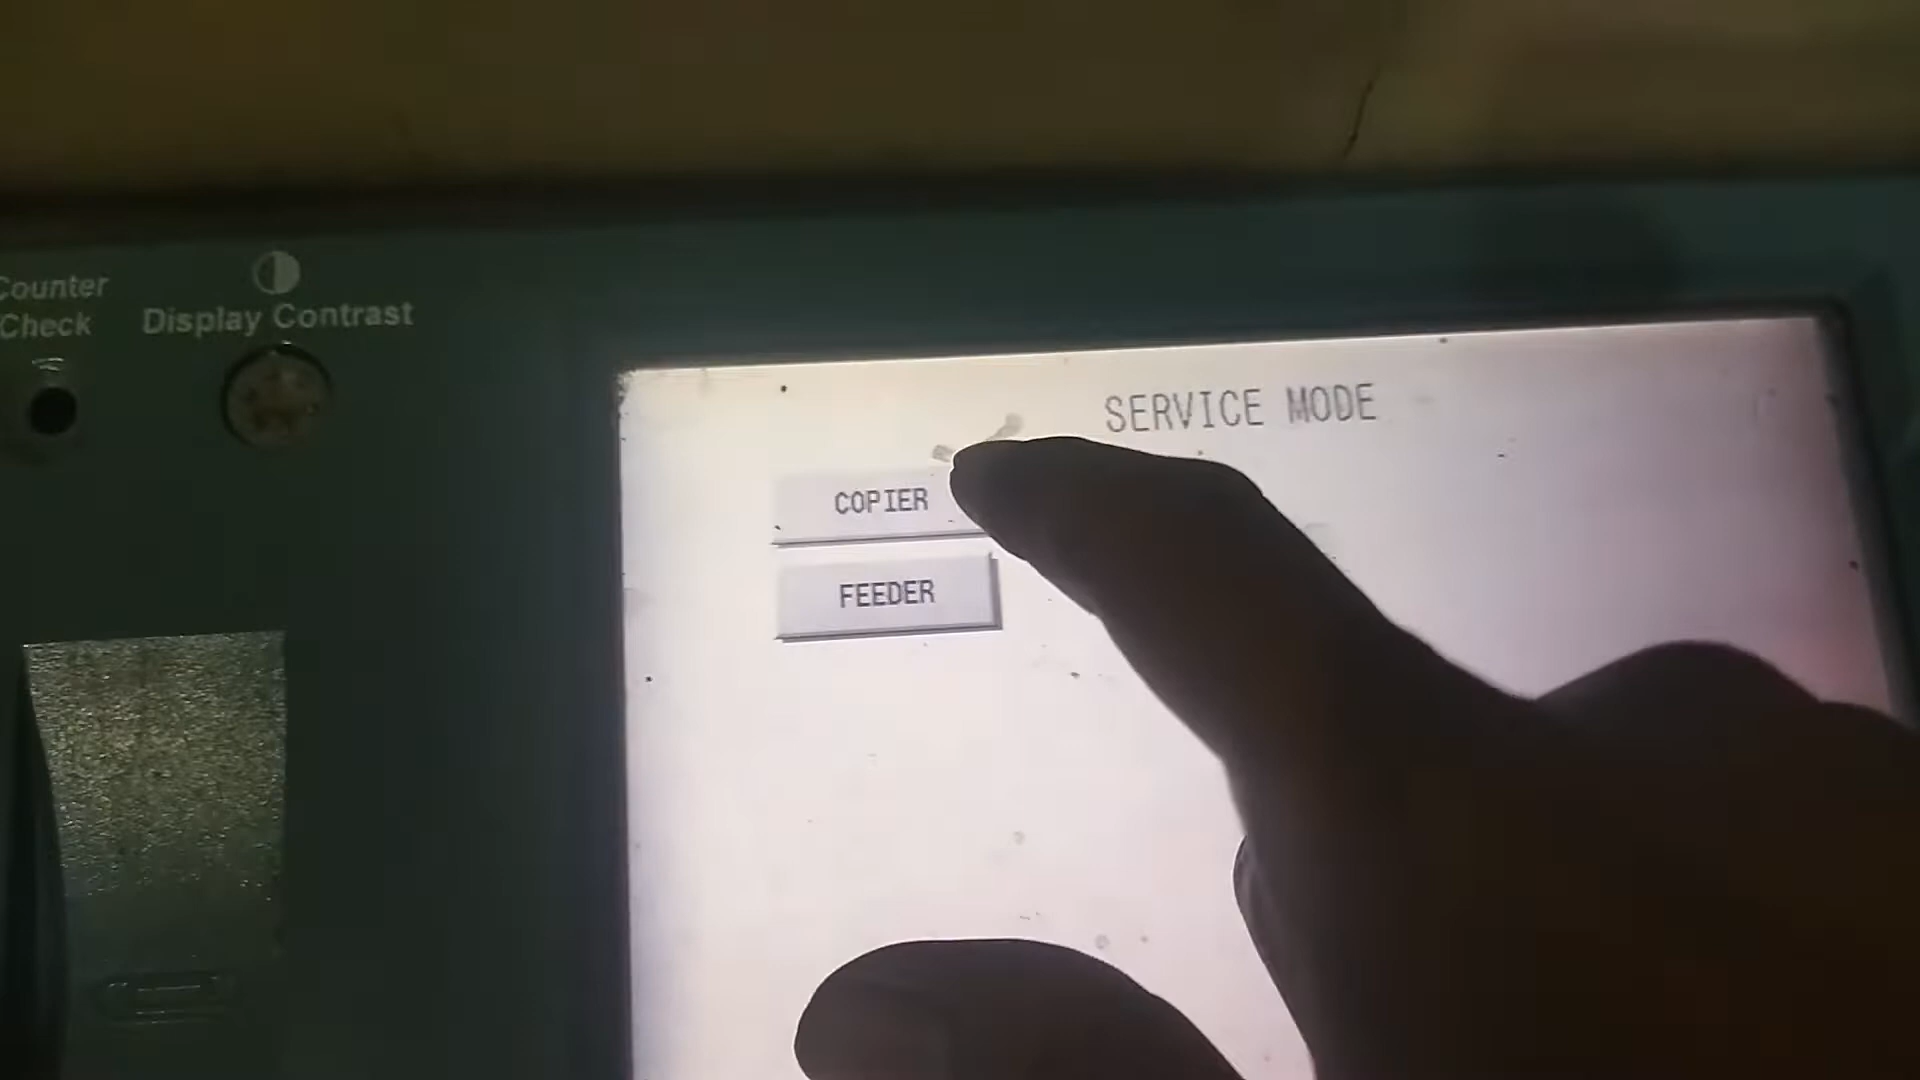 Counter
Check
Display Contrast
SERVICE MODE
COPIER
FEEDER